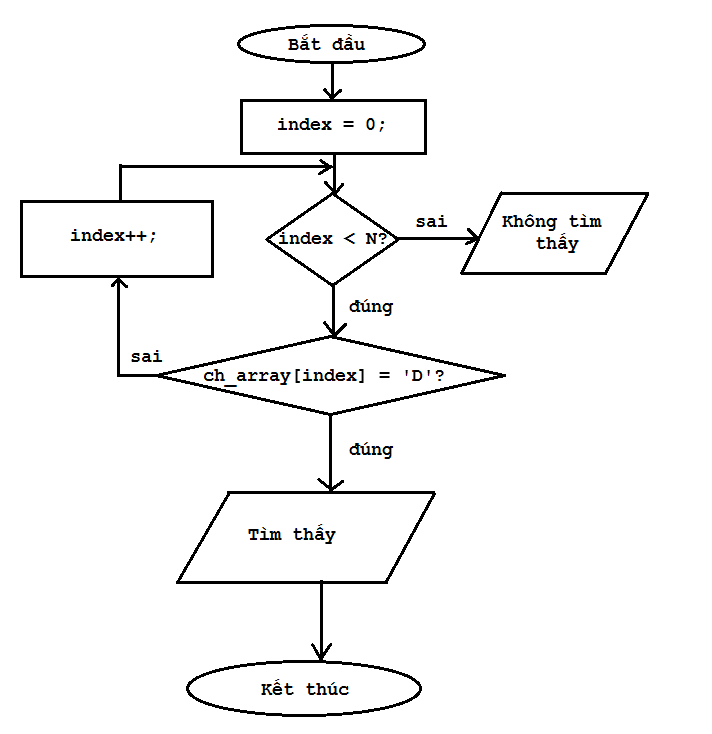 Bắt đầu
index = 0;
index++;
index < N?
sai
Không tìm
thấy
đúng
sai
ch_array[index] = 'D'?
đúng
Tìm thấy
Kết thúc